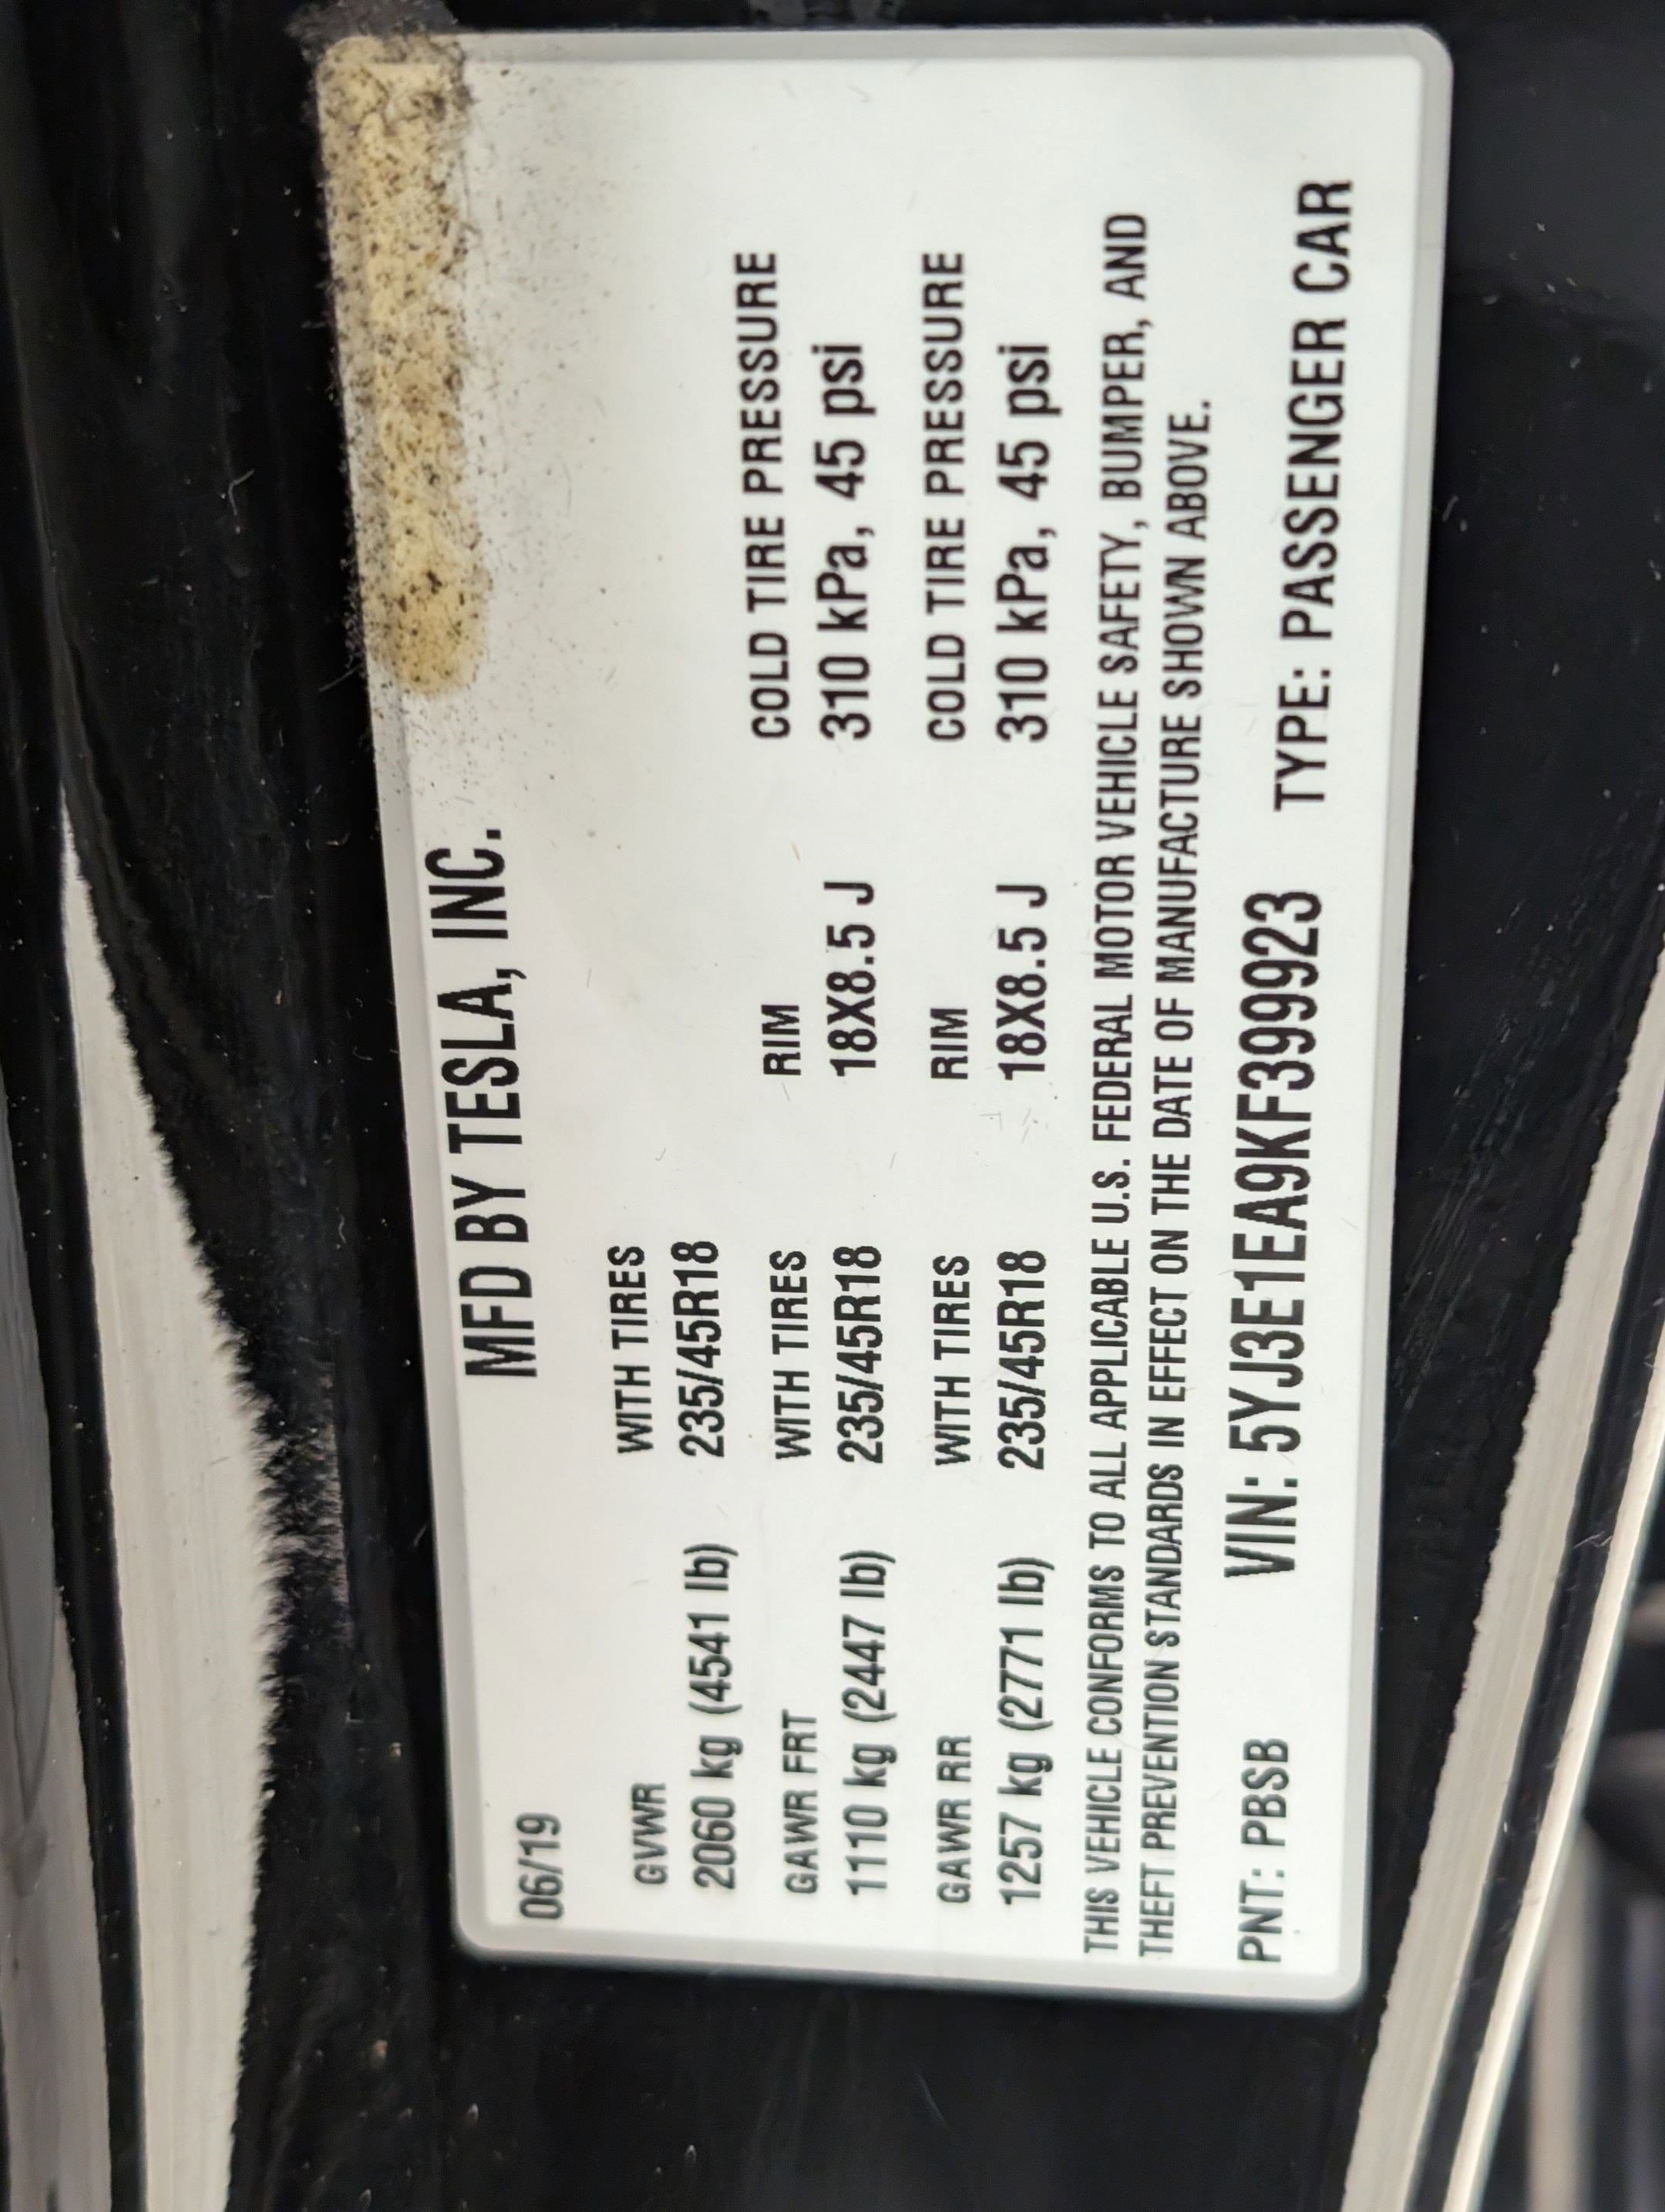 MFD BY TESLA, INC.
06/19
GVWR WITH TIRES
2060 kg (4541 lb) 235/45R18
GAWR FRT WITH TIRES RIM COLD TIRE PRESSURE
1110 kg (2447 lb) 235/45R18 18X8.5 J 310 kPa, 45 psi
GAWR RR WITH TIRES RIM COLD TIRE PRESSURE
1257 kg (2771 lb) 235/45R18 18X8.5 J 310 kPa, 45 psi
THIS VEHICLE CONFORMS TO ALL APPLICABLE U.S. FEDERAL MOTOR VEHICLE SAFETY, BUMPER, AND
THEFT PREVENTION STANDARDS IN EFFECT ON THE DATE OF MANUFACTURE SHOWN ABOVE.
PNT: PBSB VIN: 5YJ3E1EA9KF399923 TYPE: PASSENGER CAR